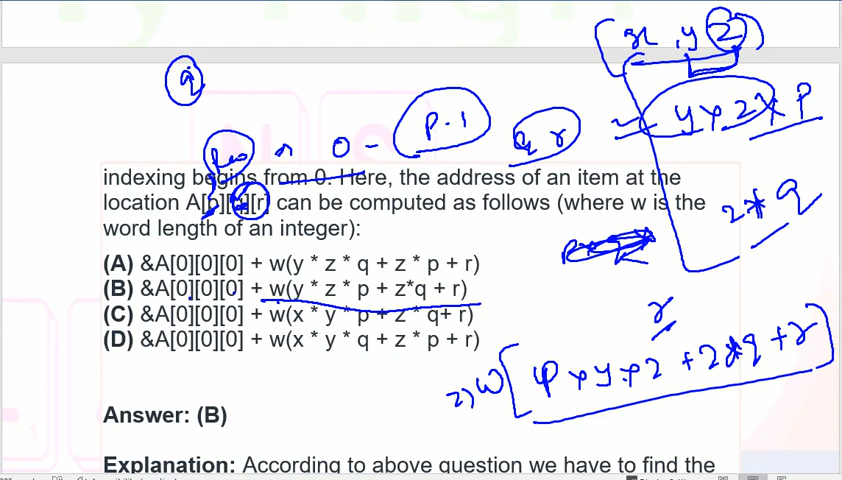 (x, y, z)
q
0 - p-1 q r = y x z x p
indexing begins from 0. Here, the address of an item at the
location A[p][q][r] can be computed as follows (where w is the
z * q
word length of an integer):
(A) &A[0][0][0] + w(y * z * q + z * p + r)
(B) &A[0][0][0] + w(y * z * p + z*q + r)
(C) &A[0][0][0] + w(x * y * p + z * q+ r)
r
(D) &A[0][0][0] + w(x * y * q + z * p + r)
w[p x y x z + z*q + r]
Answer: (B)
Explanation: According to above question we have to find the